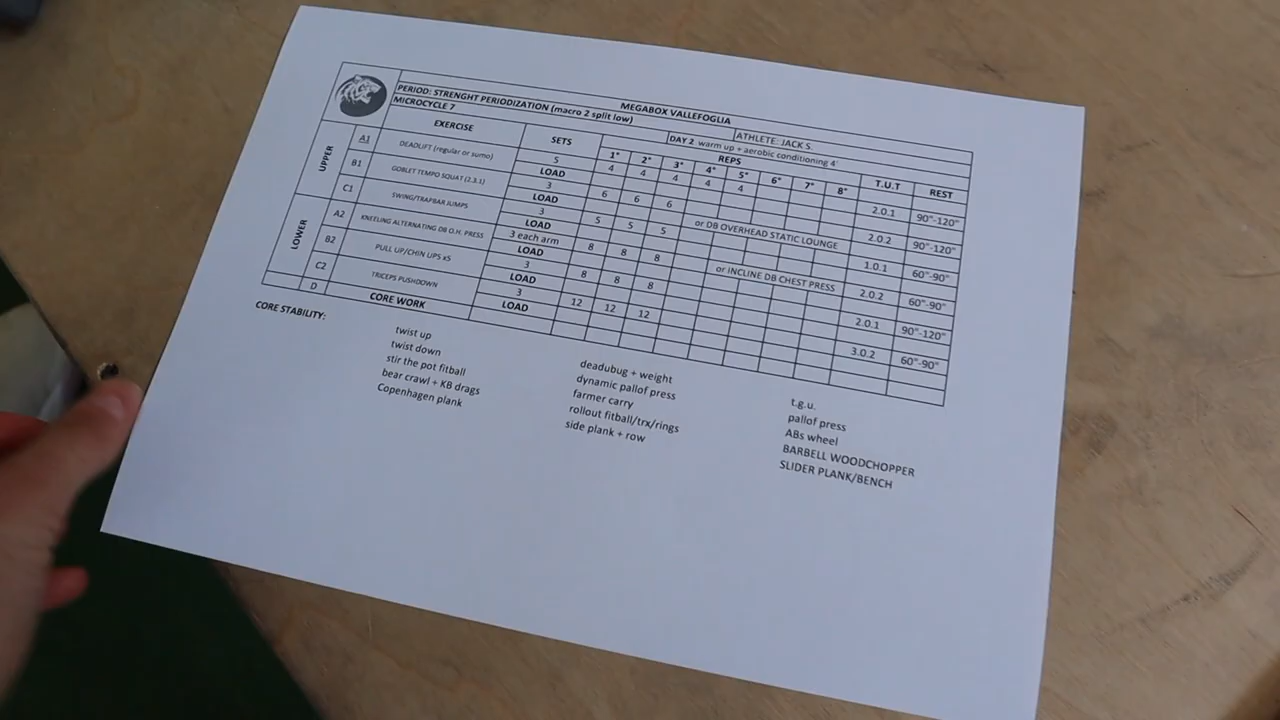 MEGABOX VALLEFOGLIA
PERIOD: STRENGHT PERIODIZATION (macro 2 split low)
ATHLETE: JACK S.
MICROCYCLE 7
DAY 2 warm up + aerobic conditioning 4'
EXERCISE SETS REPS T.U.T REST
1° 2° 3° 4° 5° 6° 7° 8°
UPPER
A1 DEADLIFT (regular or sumo) 5 4 4 4 4 4 2.0.1 90"-120"
LOAD
B1 GOBLET TEMPO SQUAT (2.3.1) 3 6 6 6 2.0.2 90"-120"
LOAD or DB OVERHEAD STATIC LOUNGE
C1 SWING/TRAPBAR JUMPS 3 5 5 5 1.0.1 60"-90"
LOAD
LOWER
A2 KNEELING ALTERNATING DB O.H. PRESS 3 each arm 8 8 8 2.0.2 60"-90"
LOAD or INCLINE DB CHEST PRESS
B2 PULL UP/CHIN UPS x5 3 8 8 8 2.0.1 90"-120"
LOAD
C2 TRICEPS PUSHDOWN 3 12 12 12 3.0.2 60"-90"
LOAD
D CORE WORK
CORE STABILITY:
twist up
twist down
stir the pot fitball
bear crawl + KB drags
Copenhagen plank
deadubug + weight
dynamic pallof press
farmer carry
rollout fitball/trx/rings
side plank + row
t.g.u.
pallof press
ABs wheel
BARBELL WOODCHOPPER
SLIDER PLANK/BENCH